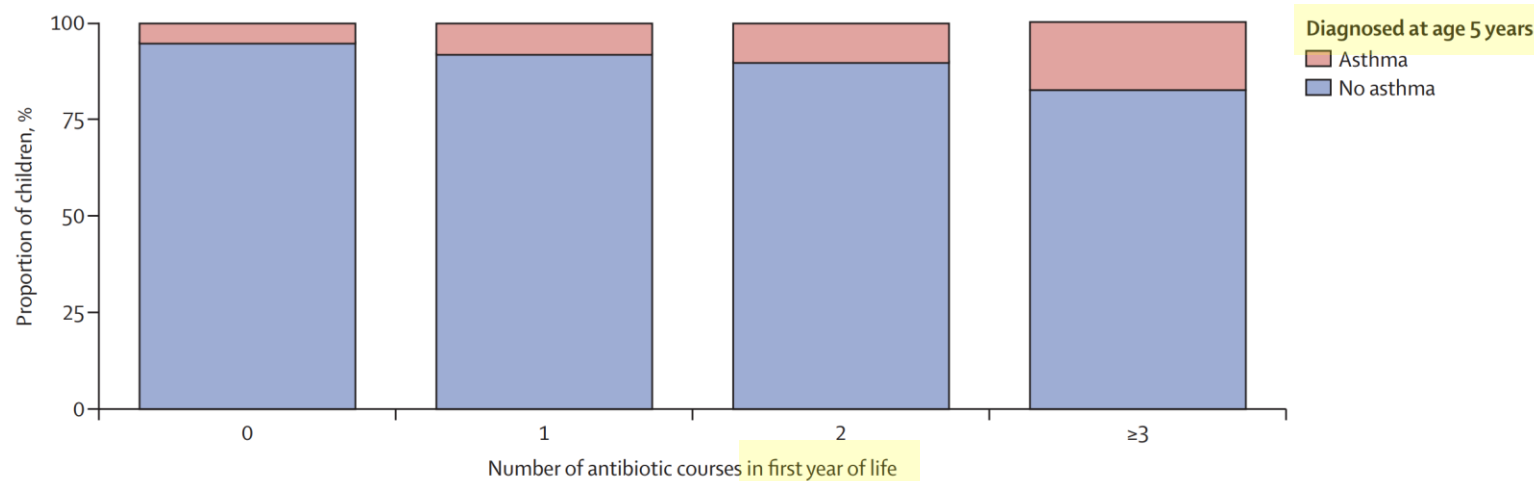 Proportion of children, %
100
75
50
25
0
0 1 2 ≥3
Number of antibiotic courses in first year of life
Diagnosed at age 5 years
Asthma
No asthma